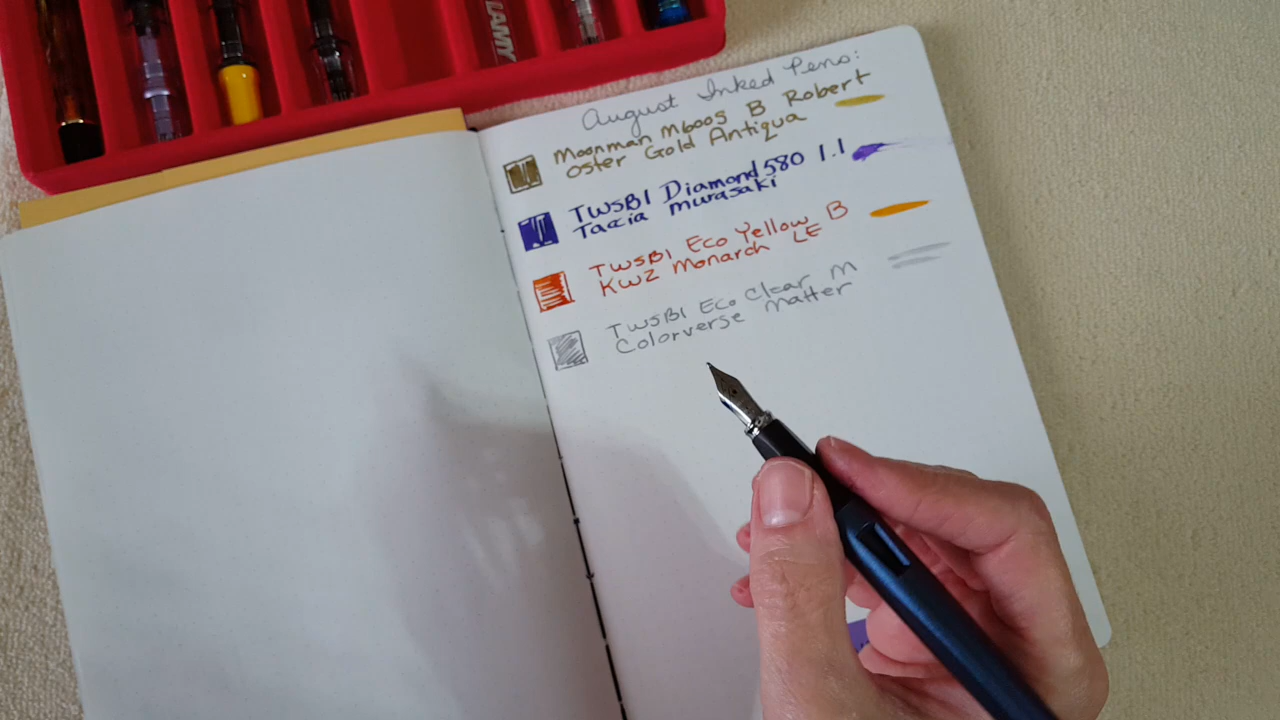 LAMY
August Inked Pens:
Moonman M600S B Robert
Oster Gold Antiqua
TWSBI Diamond 580 1.1
Taccia Murasaki
TWSBI Eco Yellow B
KWZ Monarch LE
TWSBI Eco Clear M
Colorverse Matter